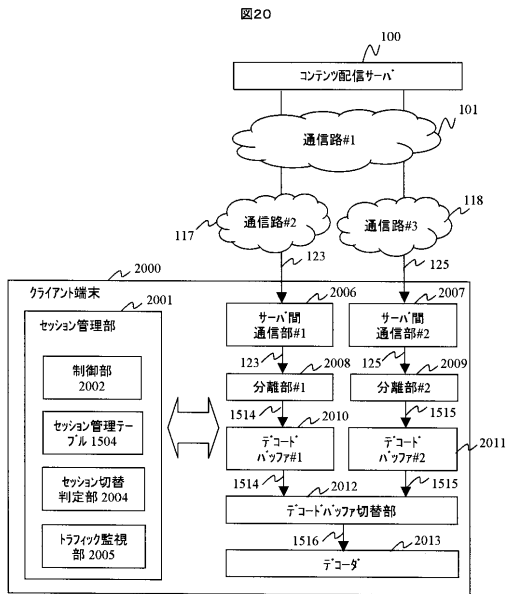 図20
100
コンテンツ配信サーバ
101
通信路#1
117
通信路#2
通信路#3
118
123
125
2000
クライアント端末
2001
セッション管理部
制御部
2002
セッション管理テー
ブル 1504
セッション切替
判定部 2004
トラフィック監視
部 2005
2006
サーバ間
通信部#1
2007
サーバ間
通信部#2
123
2008
125
2009
分離部#1
分離部#2
1514
2010
1515
デコード
バッファ#1
デコード
バッファ#2
2011
1514
2012
1515
デコードバッファ切替部
1516
2013
デコーダ